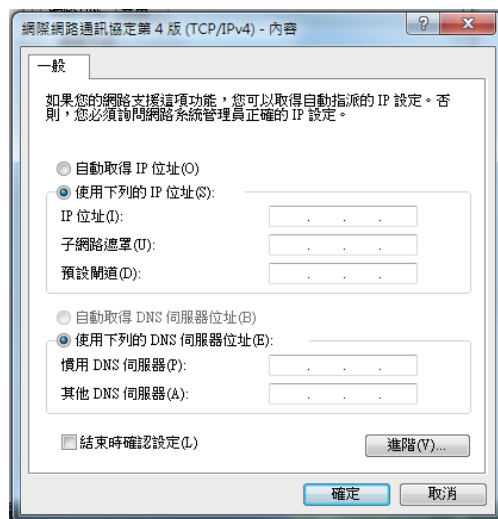 網際網路通訊協定第 4 版 (TCP/IPv4) - 內容
一般
如果您的網路支援這項功能，您可以取得自動指派的 IP 設定。否
則，您必須詢問網路系統管理員正確的 IP 設定。
自動取得 IP 位址(O)
使用下列的 IP 位址(S):
IP 位址(I):
子網路遮罩(U):
預設閘道(D):
自動取得 DNS 伺服器位址(B)
使用下列的 DNS 伺服器位址(E):
慣用 DNS 伺服器(P):
其他 DNS 伺服器(A):
結束時確認設定(L)
進階(V)...
確定
取消